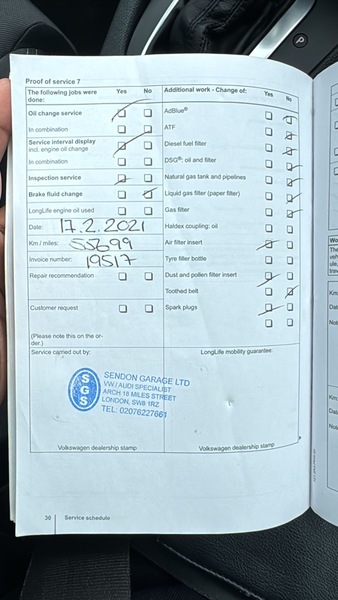 Proof of service 7
The following jobs were done: Yes No
Additional work - Change of: Yes No
Oil change service
In combination
Service interval display incl. engine oil change
In combination
Inspection service
Brake fluid change
LongLife engine oil used
Date: 17.2.2021
Km / miles: 55699
Invoice number: 19517
Repair recommendation
Customer request
(Please note this on the or-
der.)
AdBlue®
ATF
Diesel fuel filter
DSG®: oil and filter
Natural gas tank and pipelines
Liquid gas filter (paper filter)
Gas filter
Haldex coupling: oil
Air filter insert
Tyre filler bottle
Dust and pollen filter insert
Toothed belt
Spark plugs
Service carried out by:
LongLife mobility guarantee:
SGS
SENDON GARAGE LTD
VW / AUDI SPECIALIST
ARCH 18 MILES STREET
LONDON, SW8 1RZ
TEL: 02076227661
Volkswagen dealership stamp
Volkswagen dealership stamp
30 Service schedule
P